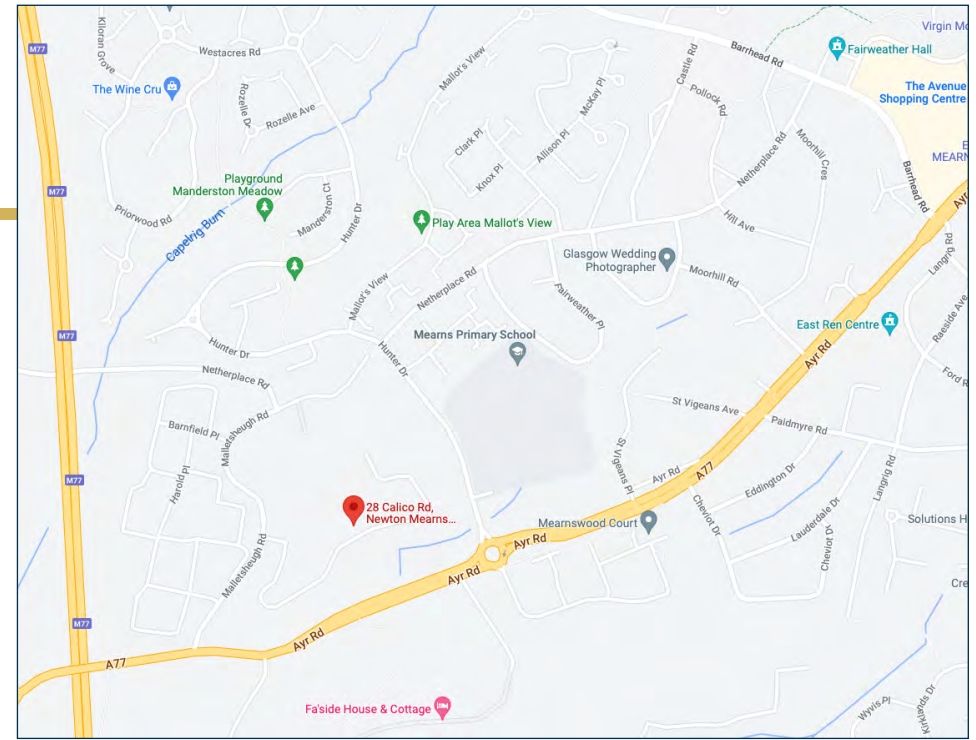 Kiloran Grove
M77
Westacres Rd
Mallot's View
Castle Rd
Barrhead Rd
Virgin
Fairweather Hall
The Wine Cru
Rozelle Dr
Rozelle Ave
McKay Pl
Pollock Rd
The Avenue
Shopping Centre
Clark Pl
Allison Pl
Netherplace Rd
Moorhill Cres
Knox Pl
Playground
Manderston Meadow
M77
Manderston Ct
Hunter Dr
Barrhead Rd
Priorwood Rd
Capelrig Burn
Play Area Mallot's View
Hill Ave
Glasgow Wedding
Photographer
Moorhill Rd
Langrig Rd
Mallot's View
Netherplace Rd
Fairweather Pl
M77
Mearns Primary School
East Ren Centre
Raeside Ave
Hunter Dr
Hunter Dr
Ayr Rd
Netherplace Rd
Ford
St Vigeans Ave
Paidmyre Rd
Barnfield Pl
Malletsheugh Rd
Harold Pl
St Vigeans Pl
Ayr Rd
A77
M77
Eddington Dr
Langrig Rd
28 Calico Rd,
Newton Mearns...
Cheviot Dr
Lauderdale Dr
Mearnswood Court
Solutions
Ayr Rd
Cheviot Dr
Malletsheugh Rd
Ayr Rd
M77
Ayr Rd
A77
Fa'side House & Cottage
Wyvis Pl
Kirklands Dr